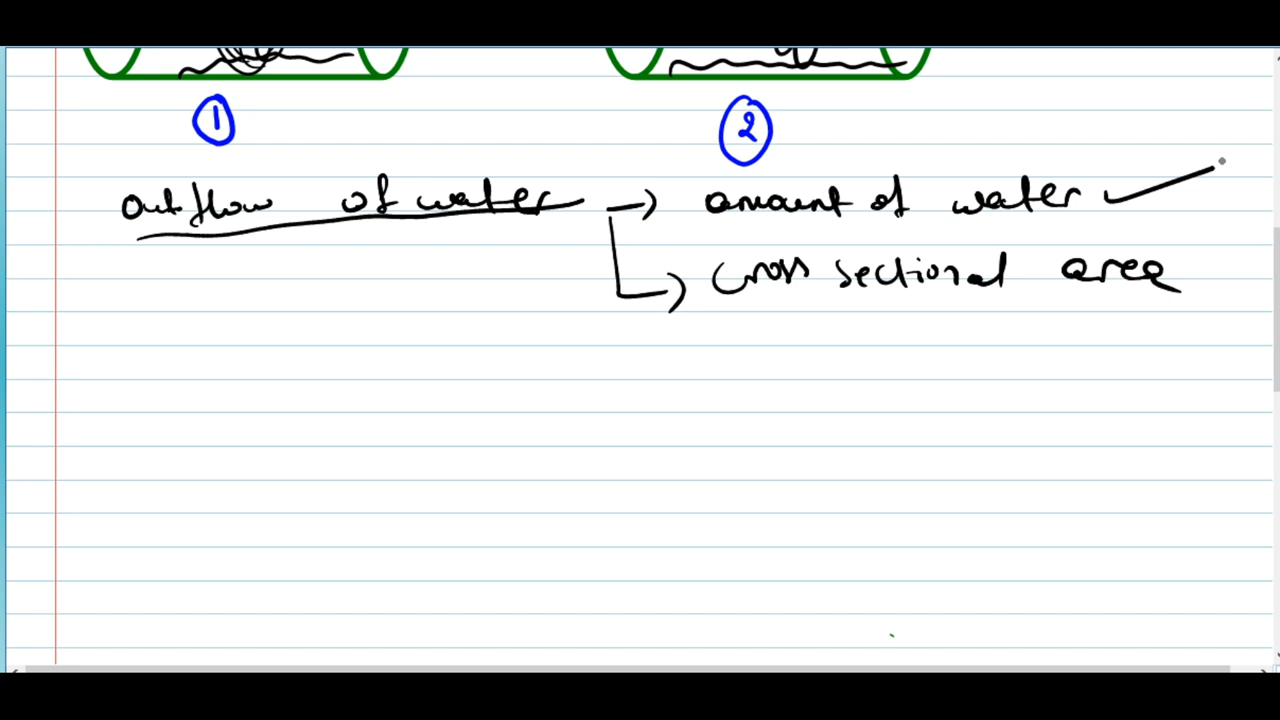 1 2
outflow of water → amount of water ✓
→ cross sectional area